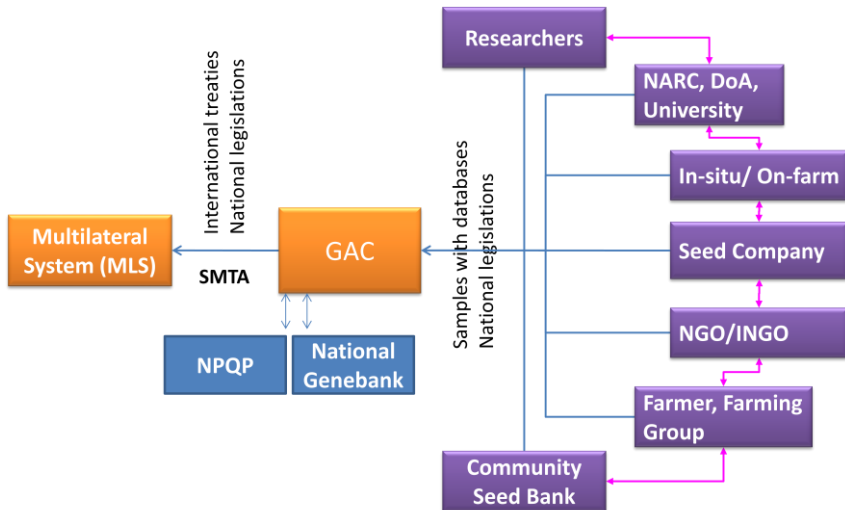 Researchers
NARC, DoA,
University
In-situ/ On-farm
Seed Company
NGO/INGO
Farmer, Farming
Group
Community
Seed Bank
Samples with databases
National legislations
GAC
International treaties
National legislations
SMTA
Multilateral
System (MLS)
NPQP
National
Genebank